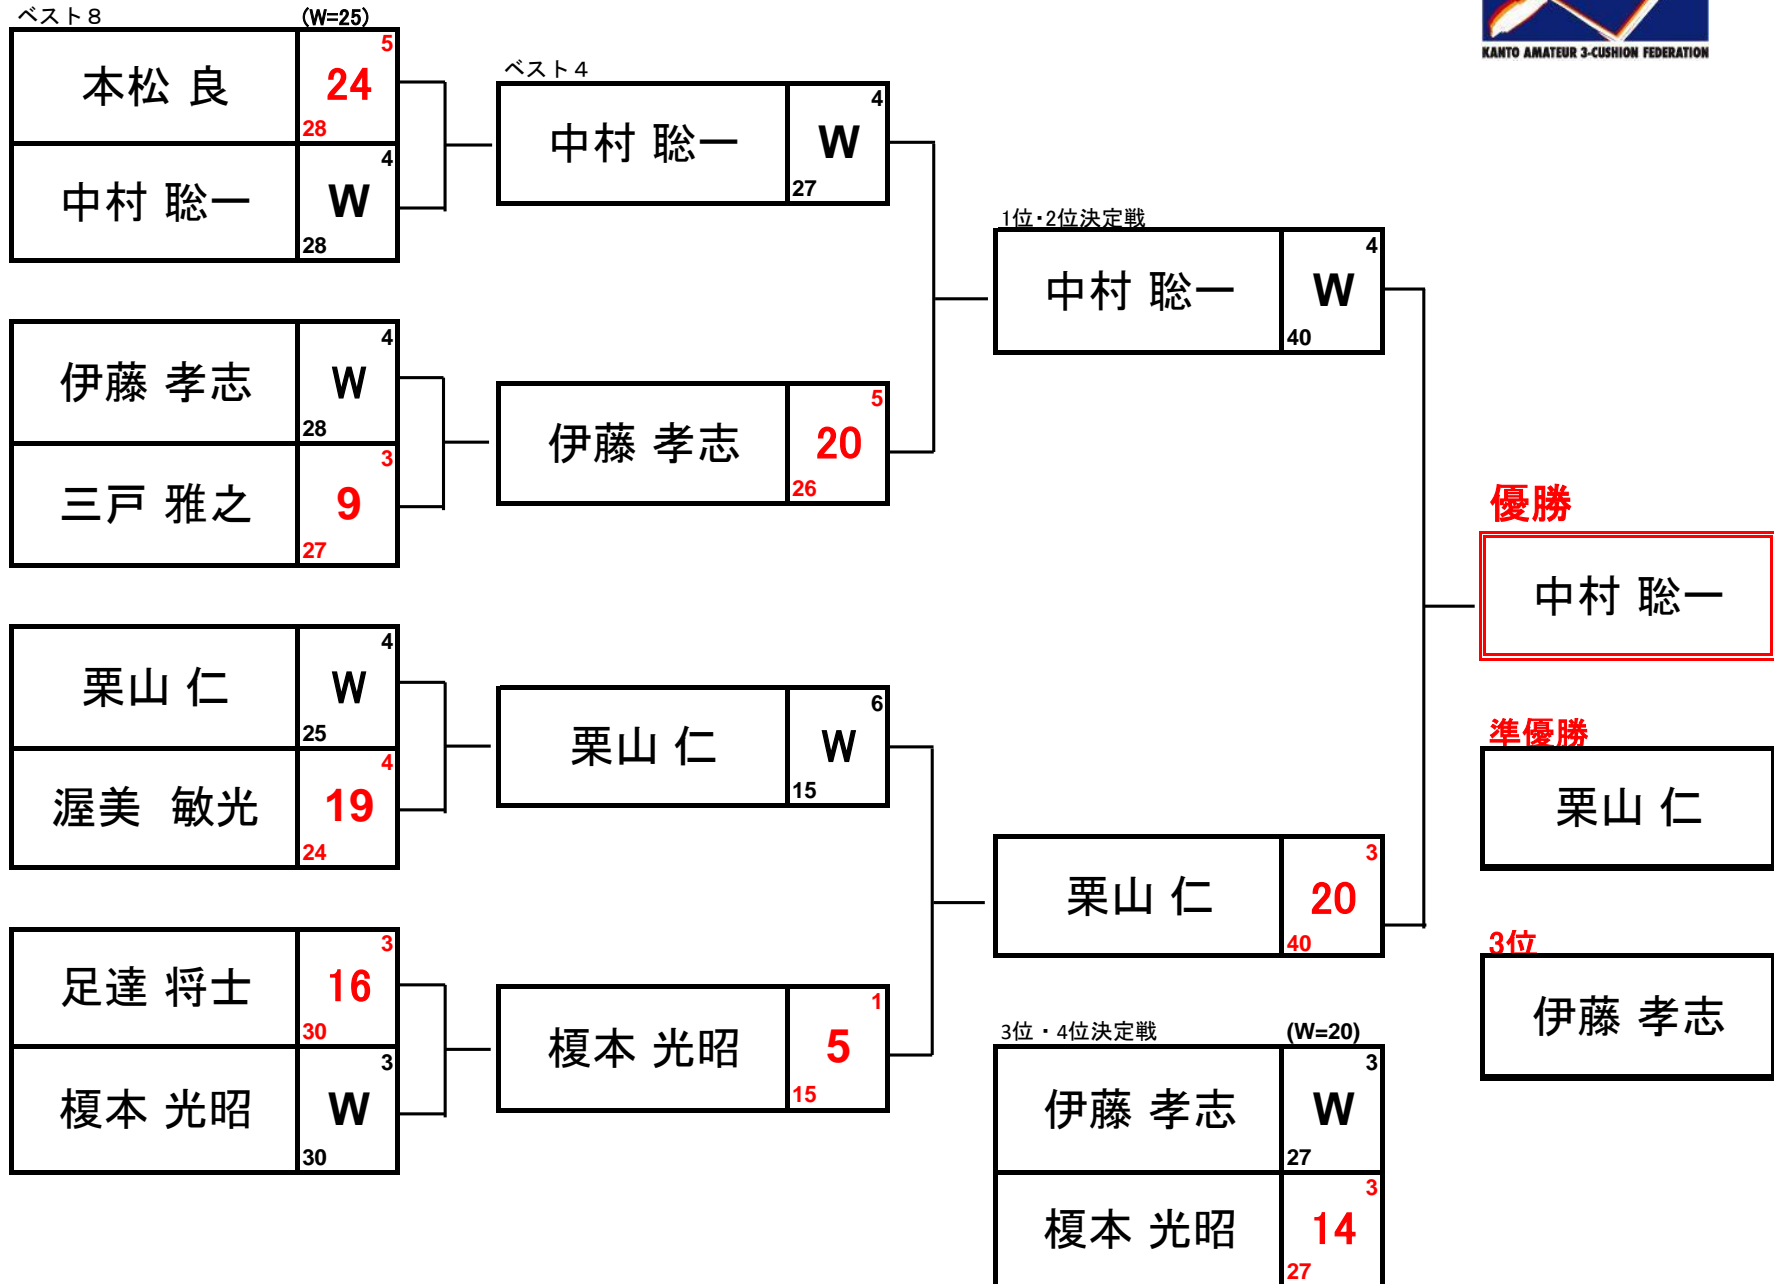 ベスト8 (W=25)
本松 良 24 5 28
中村 聡一 W 4 28
伊藤 孝志 W 4 28
三戸 雅之 9 3 27
栗山 仁 W 4 25
渥美 敏光 19 4 24
足達 将士 16 3 30
榎本 光昭 W 3 30
ベスト4
中村 聡一 W 4 27
伊藤 孝志 20 5 26
栗山 仁 W 6 15
榎本 光昭 5 1 15
1位・2位決定戦
中村 聡一 W 4 40
栗山 仁 20 3 40
3位・4位決定戦 (W=20)
伊藤 孝志 W 3 27
榎本 光昭 14 3 27
KANTO AMATEUR 3-CUSHION FEDERATION
優勝
中村 聡一
準優勝
栗山 仁
3位
伊藤 孝志